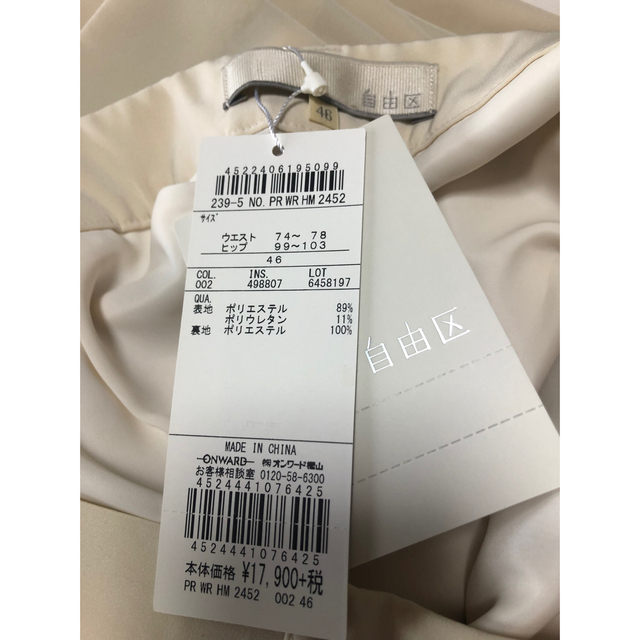 自由区
46
4522406195099
239-5 NO. PR WR HM 2452
ｻｲｽﾞ
ウエスト 74～ 78
ヒップ 99～103
46
COL. INS. LOT
002 498807 6458197
QUA.
表地 ポリエステル 89%
ポリウレタン 11%
裏地 ポリエステル 100%
自由区
MADE IN CHINA
ONWARD ㈱オンワード樫山
お客様相談室 0120-58-6300
4524441076425
4524441076425
本体価格 ¥17,900+税
PR WR HM 2452 002 46